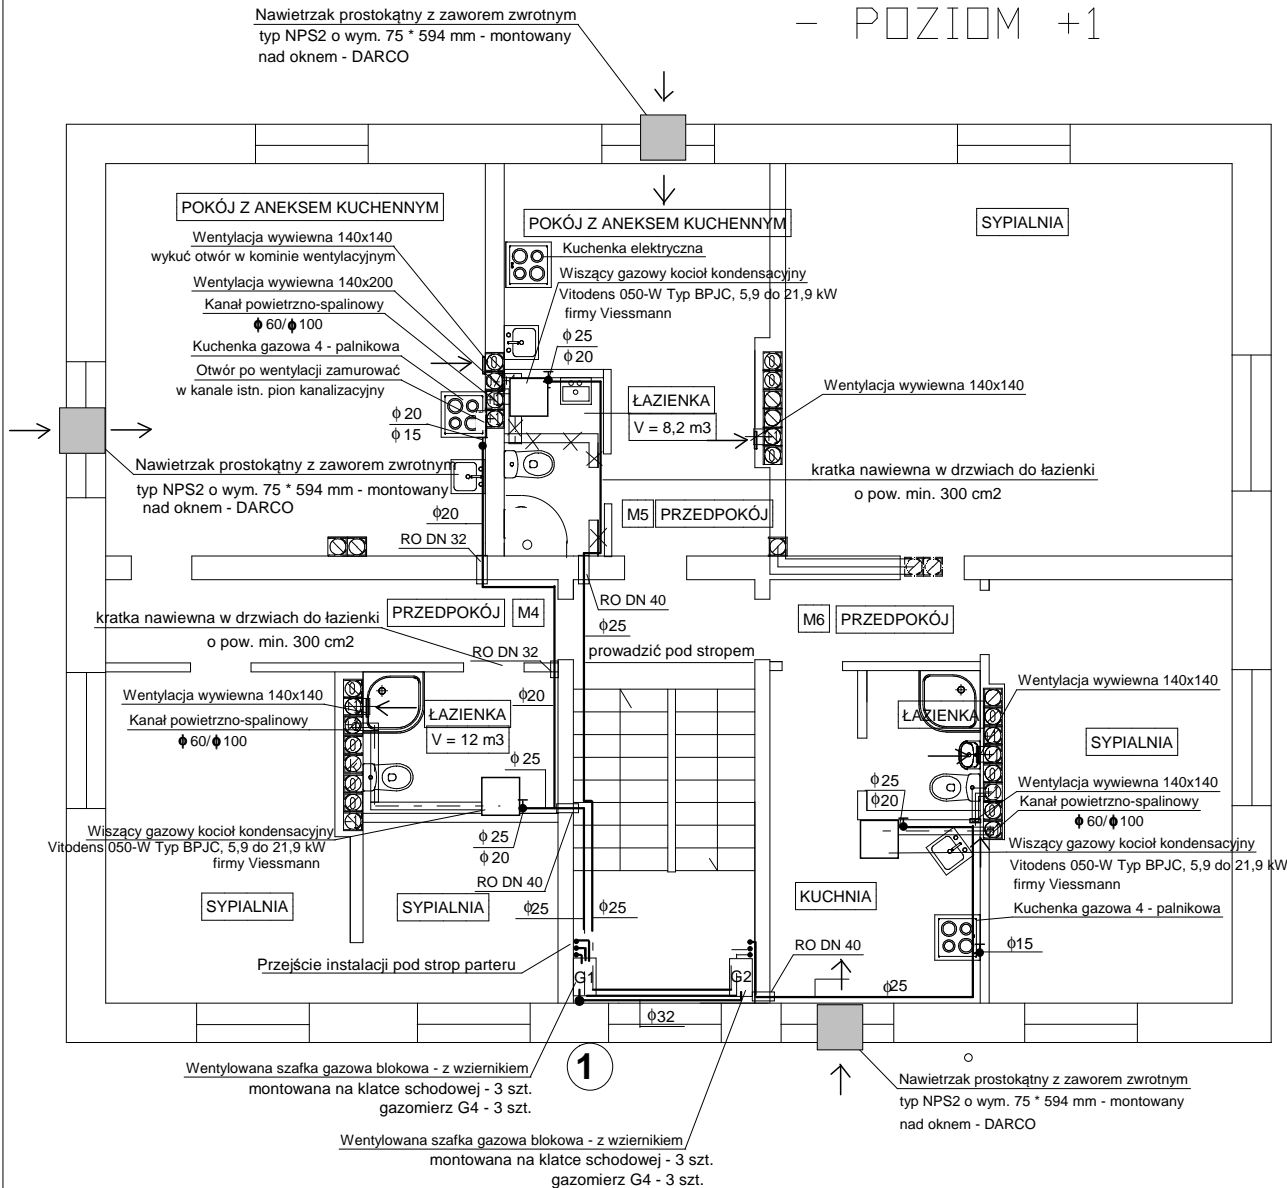 - POZIOM +1
Nawietrzak prostokątny z zaworem zwrotnym
typ NPS2 o wym. 75 * 594 mm - montowany
nad oknem - DARCO
POKÓJ Z ANEKSEM KUCHENNYM
POKÓJ Z ANEKSEM KUCHENNYM
SYPIALNIA
Wentylacja wywiewna 140x140
wykuć otwór w kominie wentylacyjnym
Wentylacja wywiewna 140x200
Kanał powietrzno-spalinowy
ϕ 60/ϕ 100
Kuchenka gazowa 4 - palnikowa
Otwór po wentylacji zamurować
w kanale istn. pion kanalizacyjny
Kuchenka elektryczna
Wiszący gazowy kocioł kondensacyjny
Vitodens 050-W Typ BPJC, 5,9 do 21,9 kW
firmy Viessmann
ϕ 25
ϕ 20
ϕ 20
ϕ 15
ŁAZIENKA
V = 8,2 m3
Wentylacja wywiewna 140x140
Nawietrzak prostokątny z zaworem zwrotnym
typ NPS2 o wym. 75 * 594 mm - montowany
nad oknem - DARCO
kratka nawiewna w drzwiach do łazienki
o pow. min. 300 cm2
ϕ20
M5
PRZEDPOKÓJ
RO DN 32
RO DN 40
ϕ25
prowadzić pod stropem
kratka nawiewna w drzwiach do łazienki
o pow. min. 300 cm2
PRZEDPOKÓJ
M4
M6
PRZEDPOKÓJ
RO DN 32
ϕ20
Wentylacja wywiewna 140x140
Kanał powietrzno-spalinowy
ϕ 60/ϕ 100
ŁAZIENKA
V = 12 m3
ϕ 25
ŁAZIENKA
Wentylacja wywiewna 140x140
SYPIALNIA
ϕ25
ϕ20
Wentylacja wywiewna 140x140
Kanał powietrzno-spalinowy
ϕ 60/ϕ 100
Wiszący gazowy kocioł kondensacyjny
Vitodens 050-W Typ BPJC, 5,9 do 21,9 kW
firmy Viessmann
ϕ 25
ϕ 20
RO DN 40
Wiszący gazowy kocioł kondensacyjny
Vitodens 050-W Typ BPJC, 5,9 do 21,9 kW
firmy Viessmann
SYPIALNIA
SYPIALNIA
ϕ25
ϕ25
KUCHNIA
Kuchenka gazowa 4 - palnikowa
ϕ15
RO DN 40
Przejście instalacji pod strop parteru
G1
G2
ϕ25
ϕ32
1
Wentylowana szafka gazowa blokowa - z wziernikiem
montowana na klatce schodowej - 3 szt.
gazomierz G4 - 3 szt.
Wentylowana szafka gazowa blokowa - z wziernikiem
montowana na klatce schodowej - 3 szt.
gazomierz G4 - 3 szt.
Nawietrzak prostokątny z zaworem zwrotnym
typ NPS2 o wym. 75 * 594 mm - montowany
nad oknem - DARCO